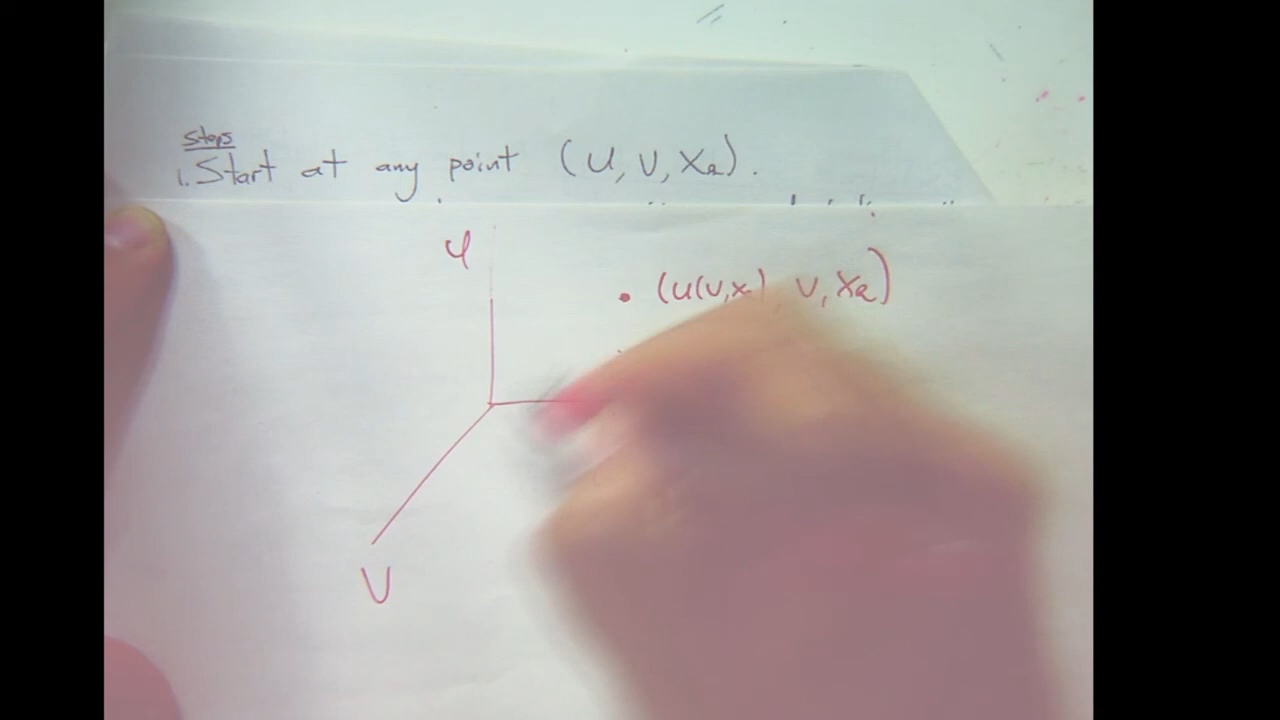 Steps
1. Start at any point (U, V, X₂).
U
• (U(V,X), V, X₂)
V